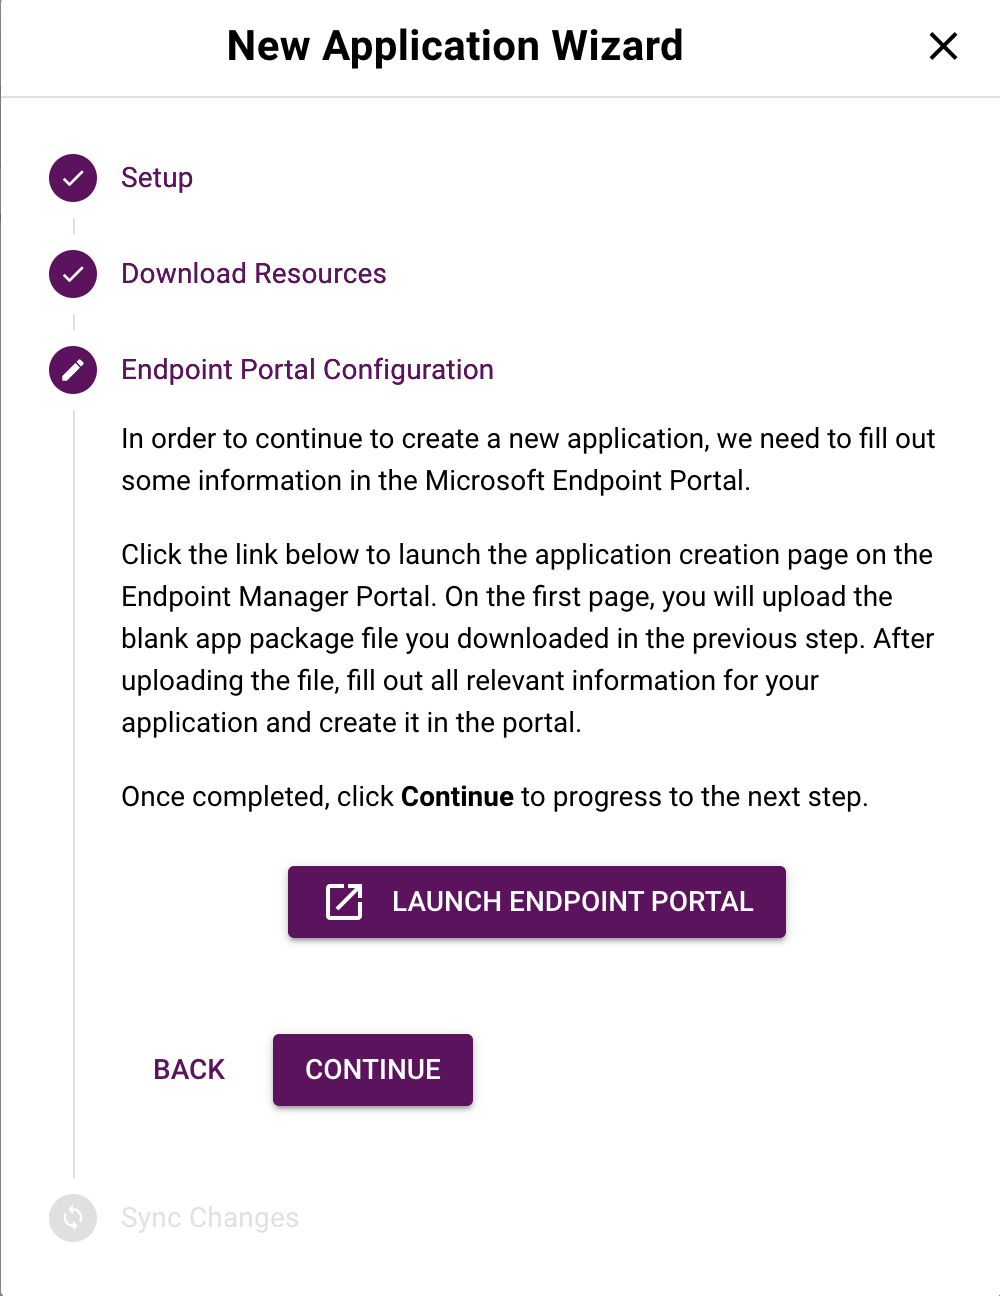 New Application Wizard
Setup
Download Resources
Endpoint Portal Configuration
In order to continue to create a new application, we need to fill out
some information in the Microsoft Endpoint Portal.
Click the link below to launch the application creation page on the
Endpoint Manager Portal. On the first page, you will upload the
blank app package file you downloaded in the previous step. After
uploading the file, fill out all relevant information for your
application and create it in the portal.
Once completed, click Continue to progress to the next step.
LAUNCH ENDPOINT PORTAL
BACK
CONTINUE
Sync Changes